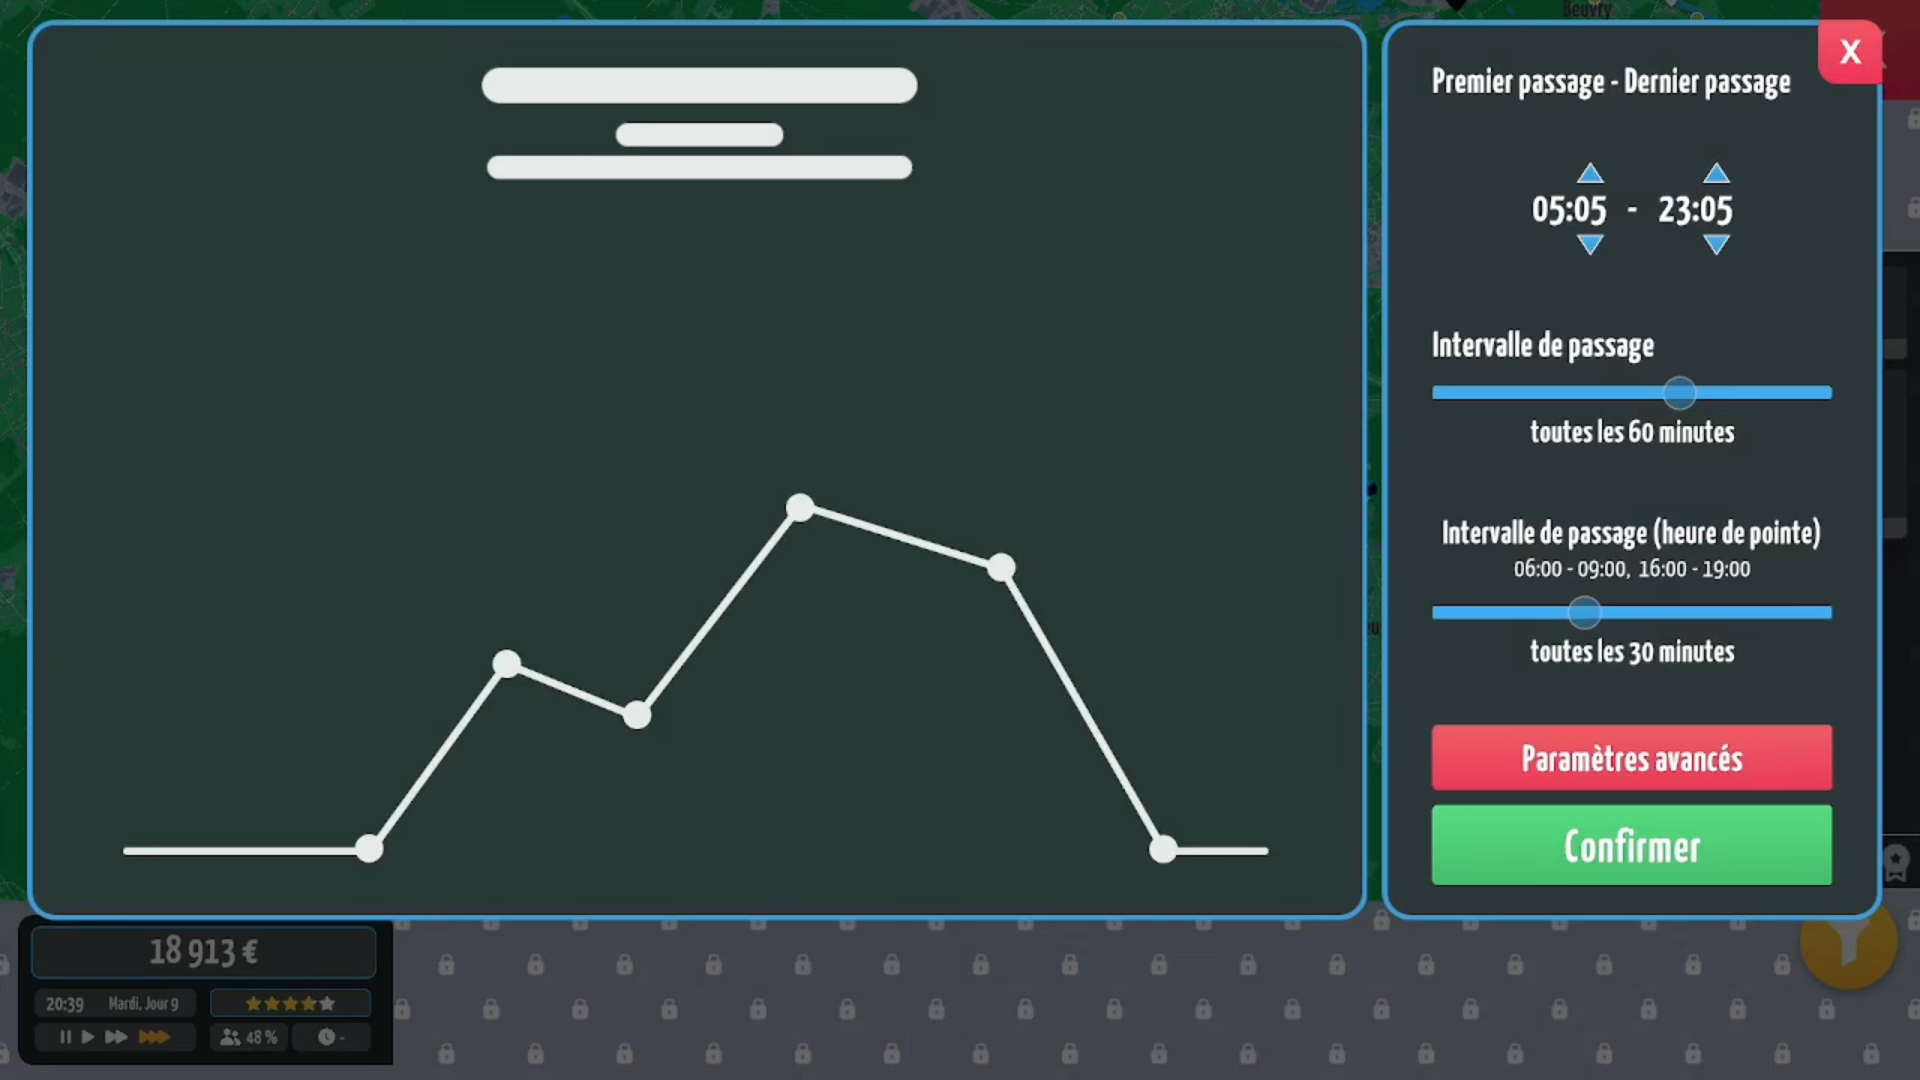 Beuvry
Premier passage - Dernier passage
X
05:05 - 23:05
Intervalle de passage
toutes les 60 minutes
Intervalle de passage (heure de pointe)
06:00 - 09:00, 16:00 - 19:00
toutes les 30 minutes
Paramètres avancés
Confirmer
18 913 €
20:39 Mardi, Jour 9
48 % -